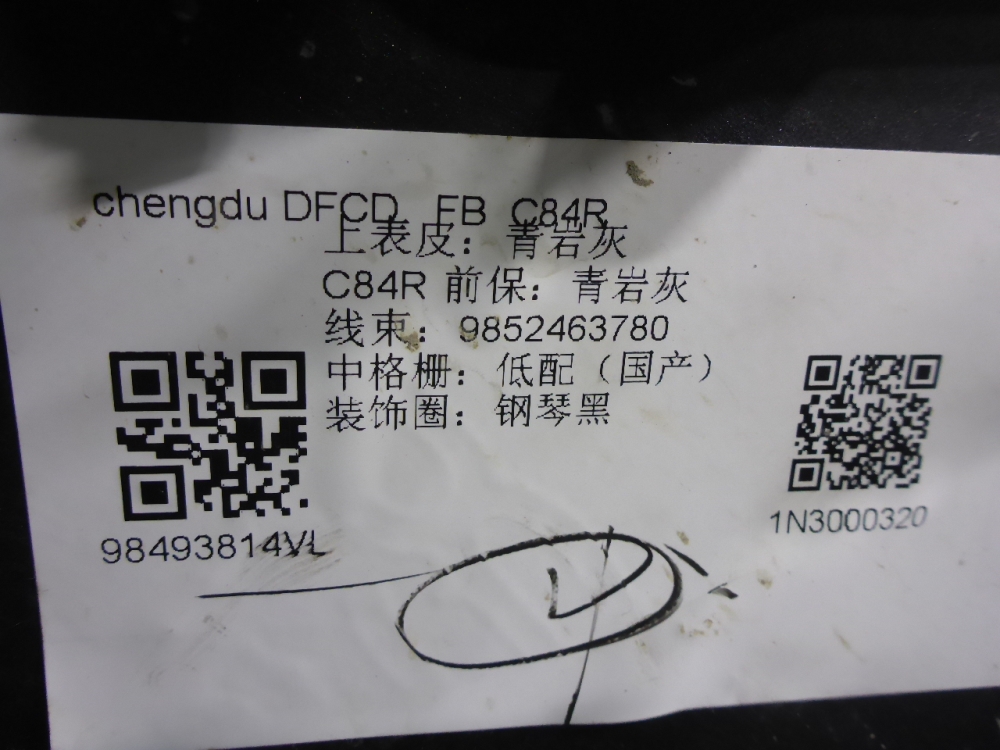 chengdu DFCD FB C84R
上表皮：青岩灰
C84R 前保：青岩灰
线束：9852463780
中格栅：低配（国产）
装饰圈：钢琴黑
98493814VL
1N3000320